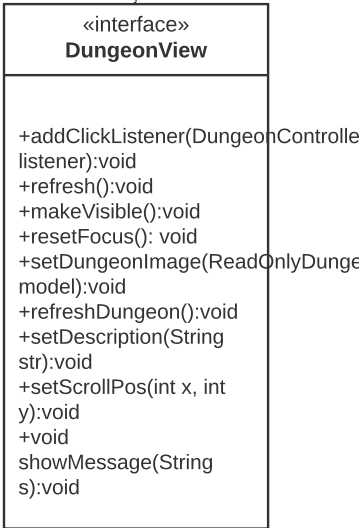 «interface»
DungeonView
+addClickListener(DungeonControlle
listener):void
+refresh():void
+makeVisible():void
+resetFocus(): void
+setDungeonImage(ReadOnlyDunge
model):void
+refreshDungeon():void
+setDescription(String
str):void
+setScrollPos(int x, int
y):void
+void
showMessage(String
s):void